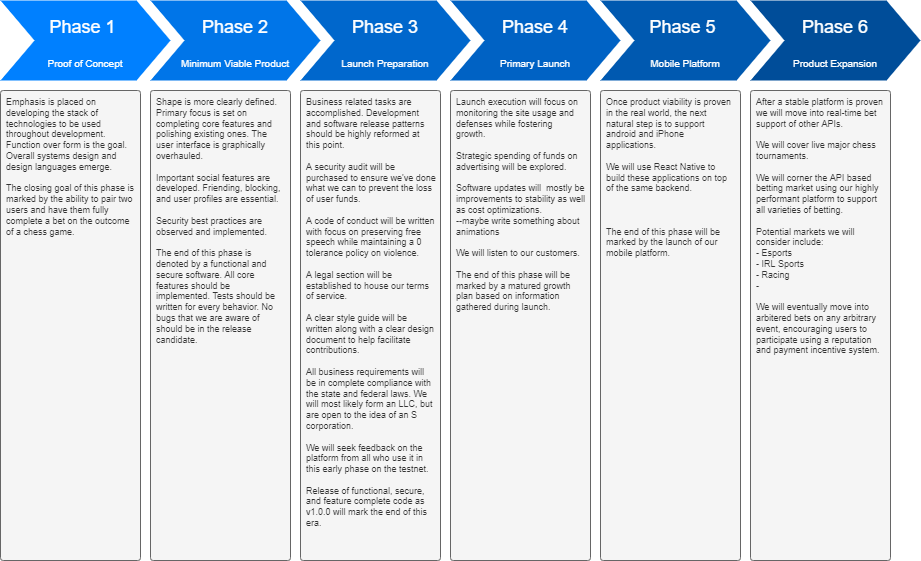 Phase 1
Proof of Concept
Phase 2
Minimum Viable Product
Phase 3
Launch Preparation
Phase 4
Primary Launch
Phase 5
Mobile Platform
Phase 6
Product Expansion
Emphasis is placed on
developing the stack of
technologies to be used
throughout development.
Function over form is the goal.
Overall systems design and
design languages emerge.
The closing goal of this phase is
marked by the ability to pair two
users and have them fully
complete a bet on the outcome
of a chess game.
Shape is more clearly defined.
Primary focus is set on
completing core features and
polishing existing ones. The
user interface is graphically
overhauled.
Important social features are
developed. Friending, blocking,
and user profiles are essential.
Security best practices are
observed and implemented.
The end of this phase is
denoted by a functional and
secure software. All core
features should be
implemented. Tests should be
written for every behavior. No
bugs that we are aware of
should be in the release
candidate.
Business related tasks are
accomplished. Development
and software release patterns
should be highly reformed at
this point.
A security audit will be
purchased to ensure we've done
what we can to prevent the loss
of user funds.
A code of conduct will be written
with focus on preserving free
speech while maintaining a 0
tolerance policy on violence.
A legal section will be
established to house our terms
of service.
A clear style guide will be
written along with a clear design
document to help facilitate
contributions.
All business requirements will
be in complete compliance with
the state and federal laws. We
will most likely form an LLC, but
are open to the idea of an S
corporation.
We will seek feedback on the
platform from all who use it in
this early phase on the testnet.
Release of functional, secure,
and feature complete code as
v1.0.0 will mark the end of this
era.
Launch execution will focus on
monitoring the site usage and
defenses while fostering
growth.
Strategic spending of funds on
advertising will be explored.
Software updates will  mostly be
improvements to stability as well
as cost optimizations.
--maybe write something about
animations
We will listen to our customers.
The end of this phase will be
marked by a matured growth
plan based on information
gathered during launch.
Once product viability is proven
in the real world, the next
natural step is to support
android and iPhone
applications.
We will use React Native to
build these applications on top
of the same backend.
The end of this phase will be
marked by the launch of our
mobile platform.
After a stable platform is proven
we will move into real-time bet
support of other APIs.
We will cover live major chess
tournaments.
We will corner the API based
betting market using our highly
performant platform to support
all varieties of betting.
Potential markets we will
consider include:
- Esports
- IRL Sports
- Racing
-
We will eventually move into
arbitered bets on any arbitrary
event, encouraging users to
participate using a reputation
and payment incentive system.